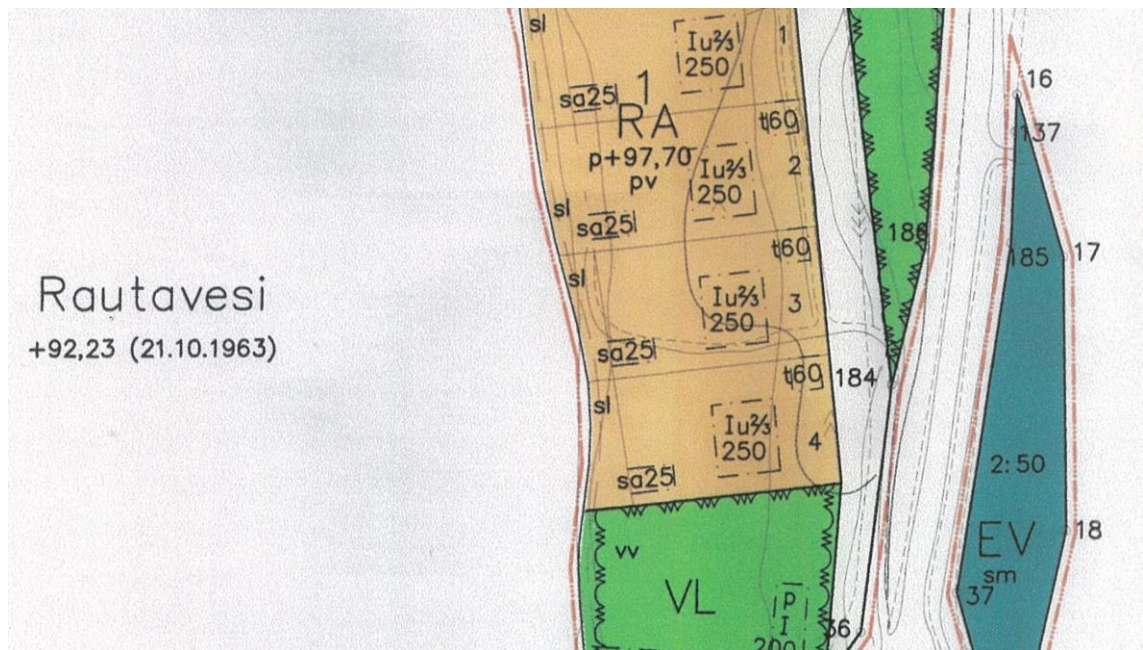 sl
Iu⅔
250
1
16
sa25
1
RA
t60
137
p+97,70
pv
Iu⅔
250
2
sl
sa25
186
t60
185
17
sl
Rautavesi
+92,23 (21.10.1963)
Iu⅔
250
3
sa25
t60
184
sl
Iu⅔
250
4
sa25
2:50
EV
sm
18
vv
VL
37
p
I
200
36